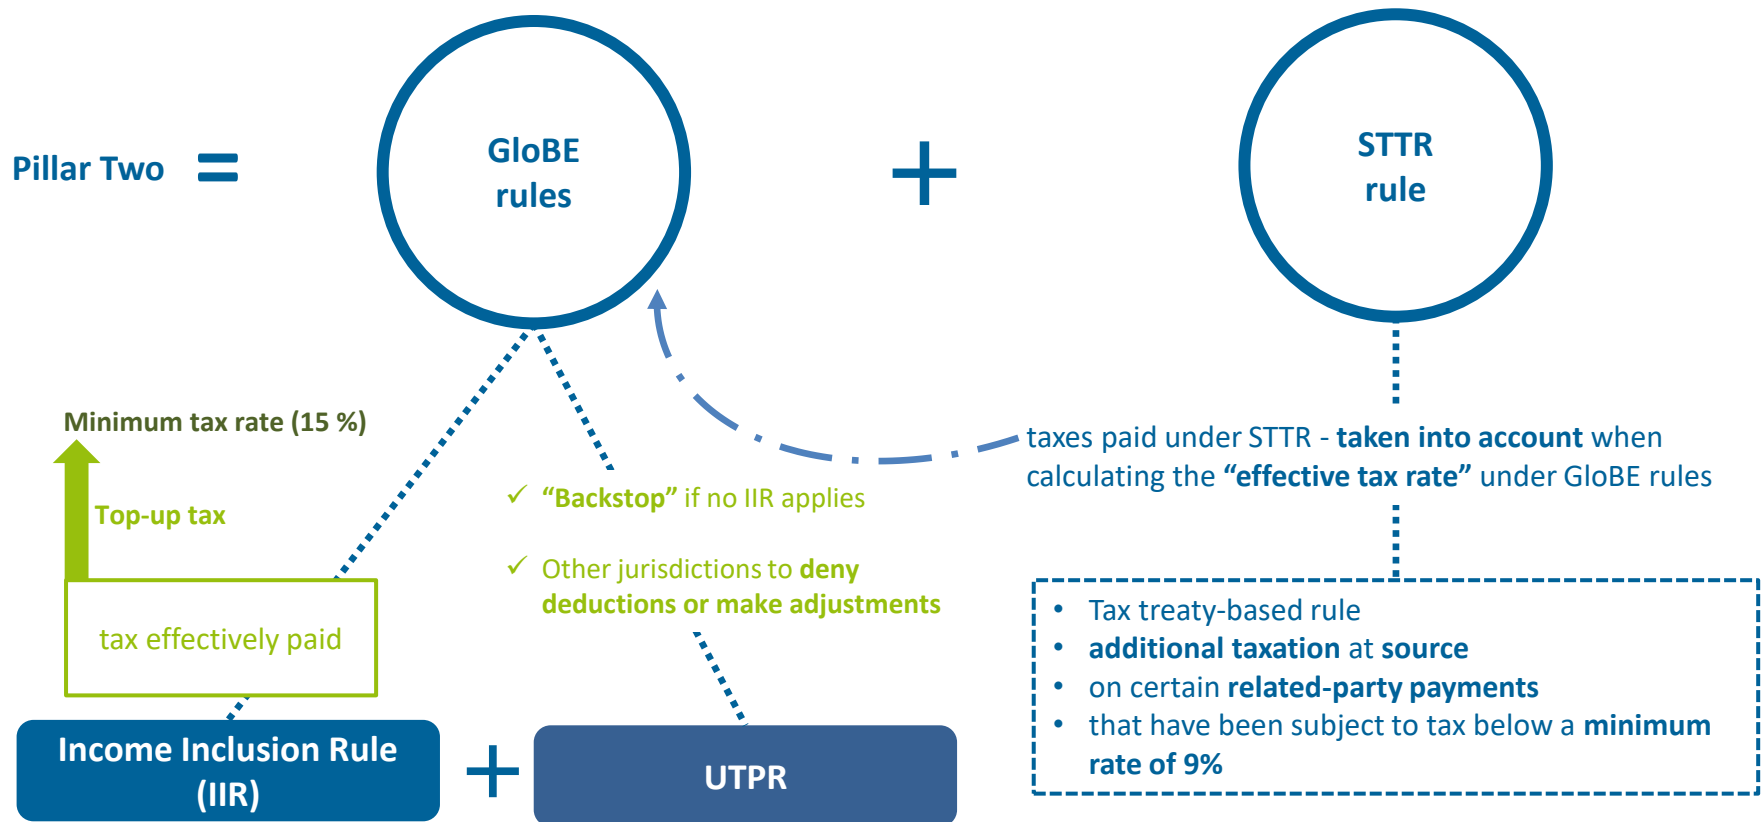 Pillar Two =
GloBE
rules
+
STTR
rule
Minimum tax rate (15 %)
Top-up tax
tax effectively paid
✓ “Backstop” if no IIR applies
✓ Other jurisdictions to deny
deductions or make adjustments
taxes paid under STTR - taken into account when
calculating the “effective tax rate” under GloBE rules
• Tax treaty-based rule
• additional taxation at source
• on certain related-party payments
• that have been subject to tax below a minimum
rate of 9%
Income Inclusion Rule
(IIR)
+
UTPR